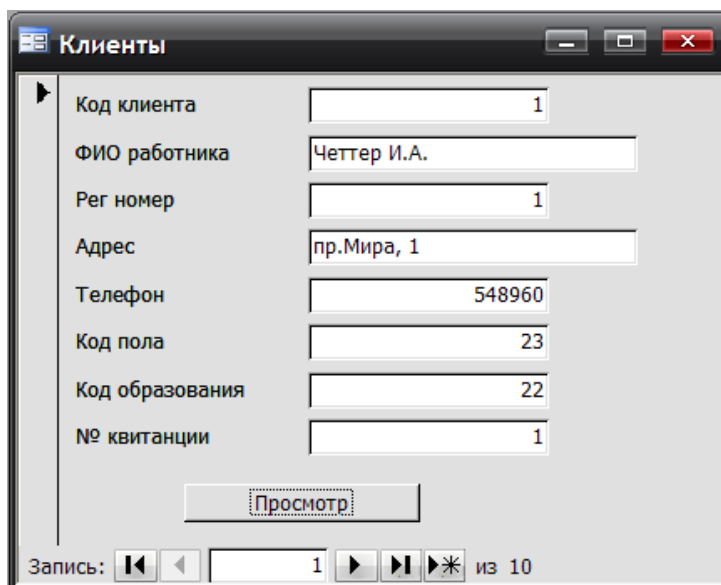 Клиенты
Код клиента 1
ФИО работника Четтер И.А.
Рег номер 1
Адрес пр.Мира, 1
Телефон 548960
Код пола 23
Код образования 22
№ квитанции 1
Просмотр
Запись: 1 из 10